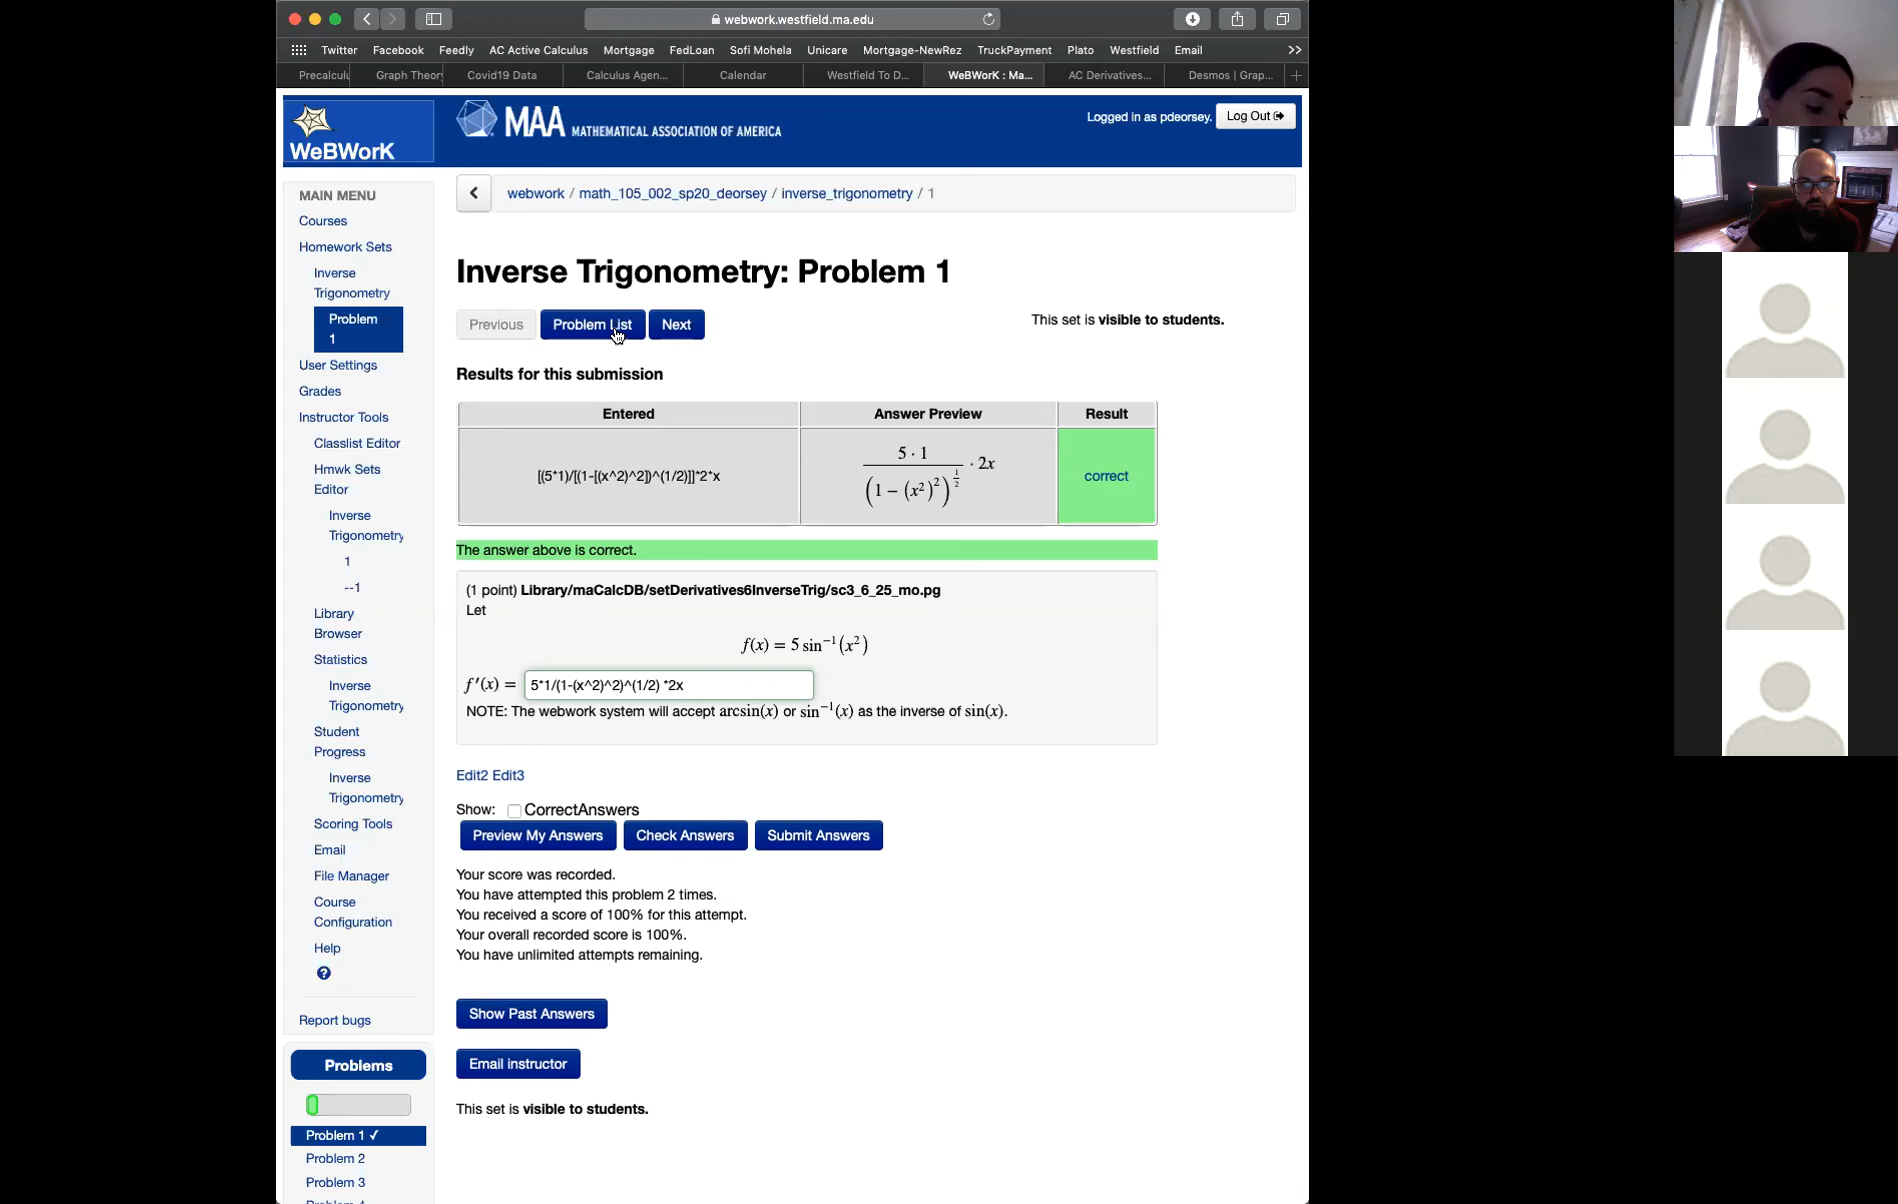 webwork.westfield.ma.edu
Twitter Facebook Feedly AC Active Calculus Mortgage FedLoan Sofi Mohela Unicare Mortgage-NewRez TruckPayment Plato Westfield Email >>
Precalculu Graph Theor Covid19 Data Calculus Agen... Calendar Westfield To D... WeBWorK : Ma... AC Derivatives... Desmos | Grap... +
WeBWorK
MAA MATHEMATICAL ASSOCIATION OF AMERICA
Logged in as pdeorsey. Log Out
MAIN MENU
Courses
Homework Sets
Inverse
Trigonometry
Problem
1
User Settings
Grades
Instructor Tools
Classlist Editor
Hmwk Sets
Editor
Inverse
Trigonometry
1
--1
Library
Browser
Statistics
Inverse
Trigonometry
Student
Progress
Inverse
Trigonometry
Scoring Tools
Email
File Manager
Course
Configuration
Help
?
Report bugs
Problems
Problem 1 ✓
Problem 2
Problem 3
webwork / math_105_002_sp20_deorsey / inverse_trigonometry / 1
Inverse Trigonometry: Problem 1
Previous Problem List Next
This set is visible to students.
Results for this submission
Entered Answer Preview Result
[(5*1)/[(1-[(x^2)^2])^(1/2)]]*2*x
5 · 1 / (1 − (x²)²)^(1/2) · 2x
correct
The answer above is correct.
(1 point) Library/maCalcDB/setDerivatives6InverseTrig/sc3_6_25_mo.pg
Let
f(x) = 5 sin⁻¹(x²)
f′(x) = 5*1/(1-(x^2)^2)^(1/2) *2x
NOTE: The webwork system will accept arcsin(x) or sin⁻¹(x) as the inverse of sin(x).
Edit2 Edit3
Show: CorrectAnswers
Preview My Answers Check Answers Submit Answers
Your score was recorded.
You have attempted this problem 2 times.
You received a score of 100% for this attempt.
Your overall recorded score is 100%.
You have unlimited attempts remaining.
Show Past Answers
Email instructor
This set is visible to students.